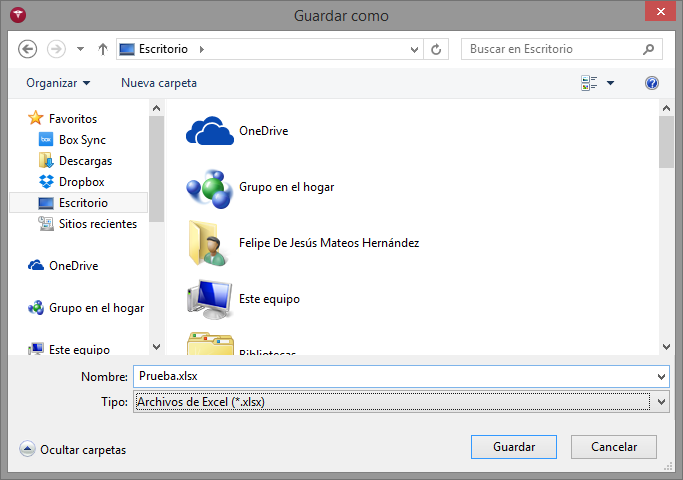 Guardar como
Escritorio
Buscar en Escritorio
Organizar
Nueva carpeta
Favoritos
box
Box Sync
Descargas
Dropbox
Escritorio
Sitios recientes
OneDrive
Grupo en el hogar
Este equipo
OneDrive
Grupo en el hogar
Felipe De Jesús Mateos Hernández
Este equipo
Bibliotecas
Nombre: Prueba.xlsx
Tipo: Archivos de Excel (*.xlsx)
Ocultar carpetas
Guardar
Cancelar